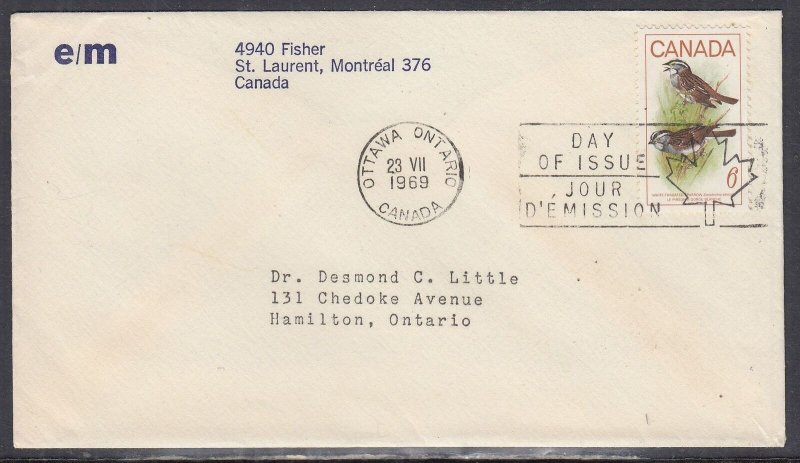 e/m
4940 Fisher
St. Laurent, Montréal 376
Canada
CANADA
6
OTTAWA ONTARIO
23 VII
1969
CANADA
DAY
OF ISSUE
JOUR
D'EMISSION
Dr. Desmond C. Little
131 Chedoke Avenue
Hamilton, Ontario